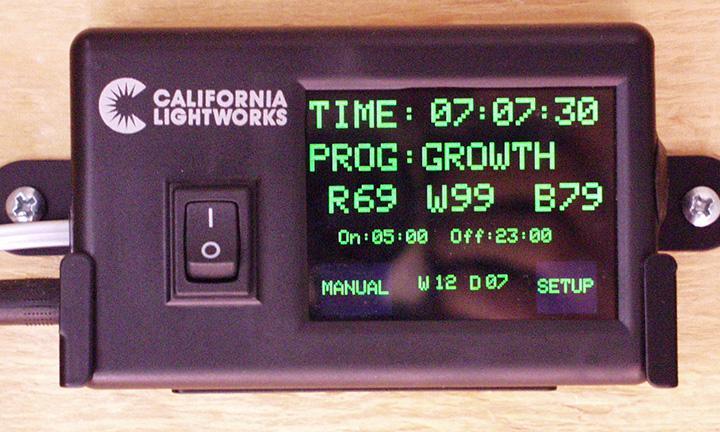 CALIFORNIA
LIGHTWORKS
TIME: 07:07:30
PROG:GROWTH
R69 W99 B79
On:05:00 Off:23:00
MANUAL W 12 D 07 SETUP
I
O